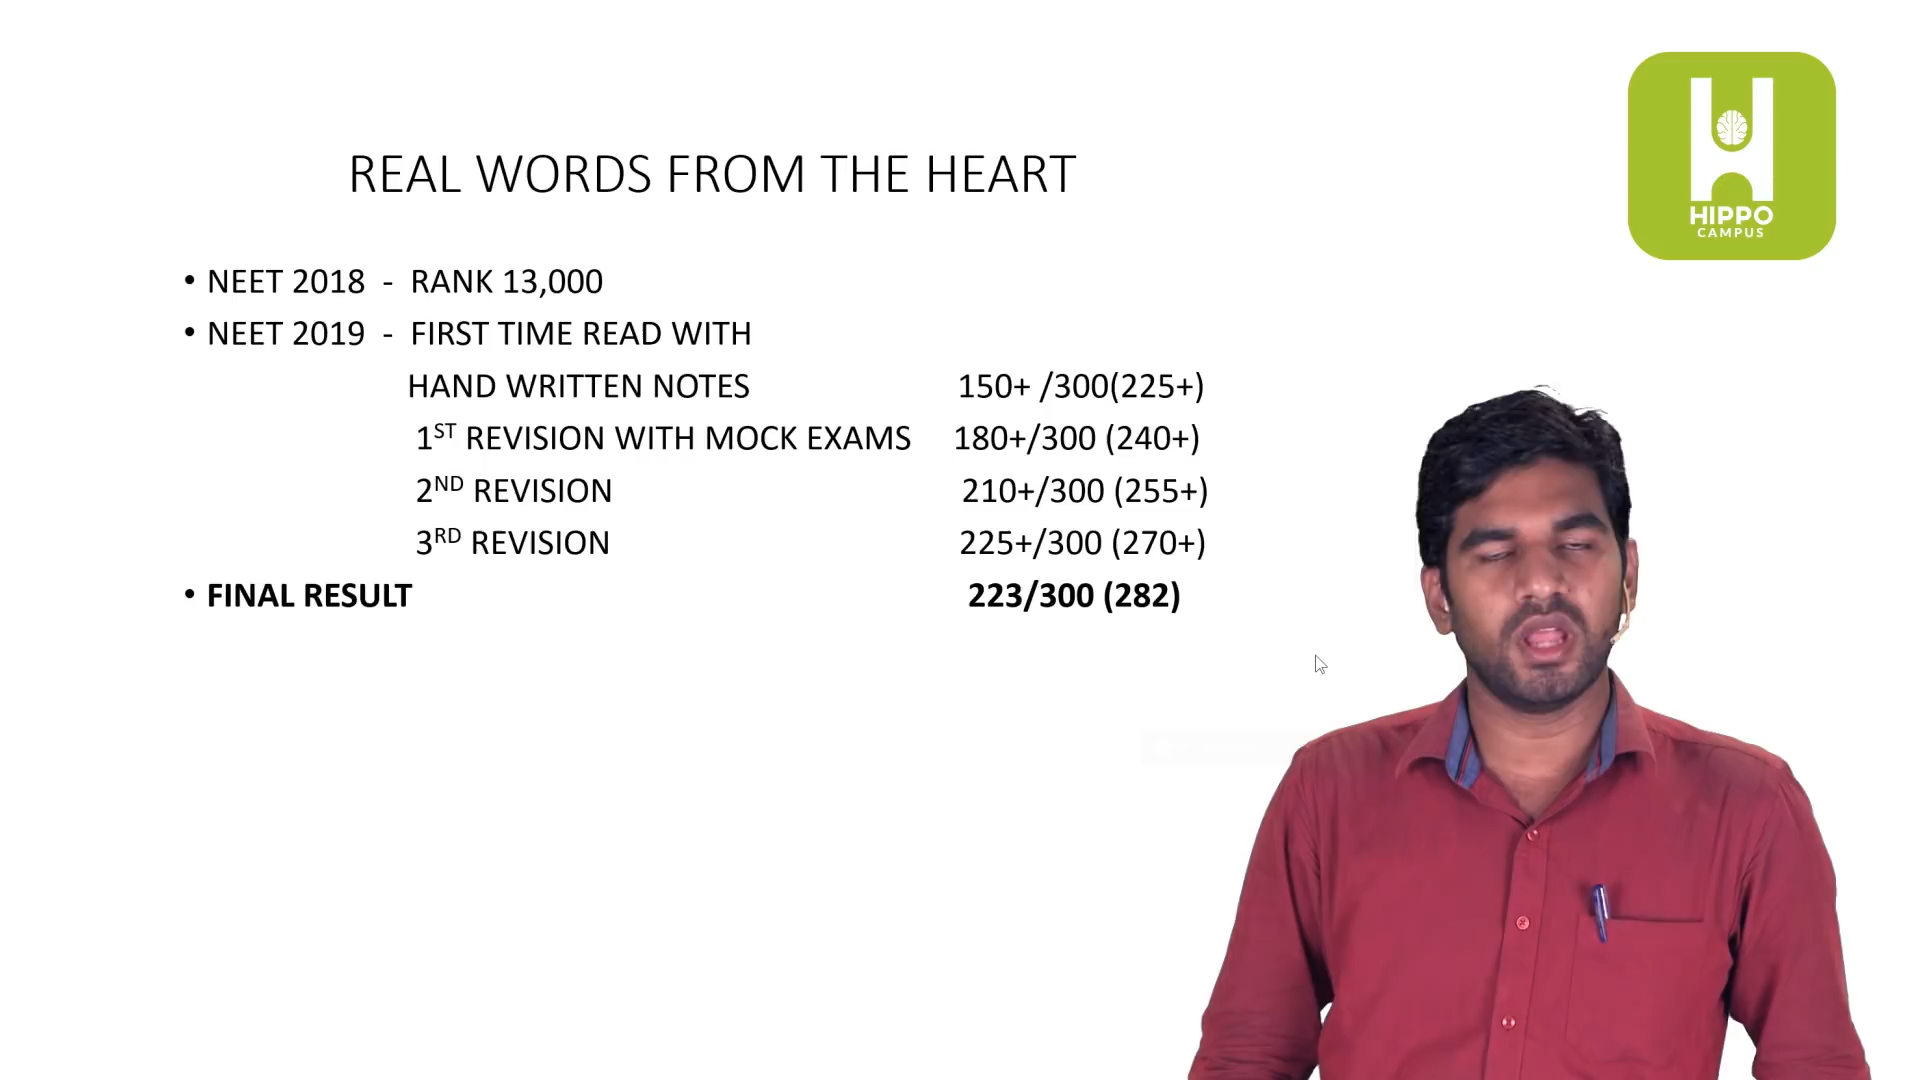 HIPPO
CAMPUS
REAL WORDS FROM THE HEART
• NEET 2018 - RANK 13,000
• NEET 2019 - FIRST TIME READ WITH
HAND WRITTEN NOTES 150+ /300(225+)
1ST REVISION WITH MOCK EXAMS 180+/300 (240+)
2ND REVISION 210+/300 (255+)
3RD REVISION 225+/300 (270+)
• FINAL RESULT 223/300 (282)